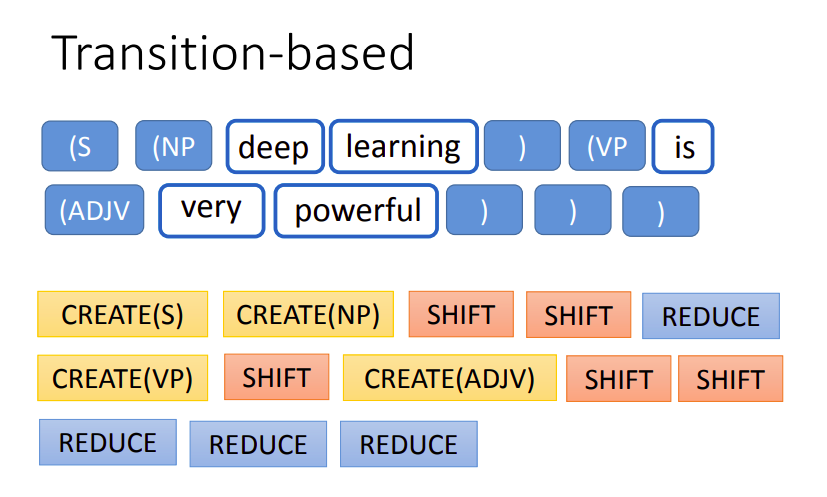 Transition-based
(S (NP deep learning ) (VP is
(ADJV very powerful ) ) )
CREATE(S) CREATE(NP) SHIFT SHIFT REDUCE
CREATE(VP) SHIFT CREATE(ADJV) SHIFT SHIFT
REDUCE REDUCE REDUCE